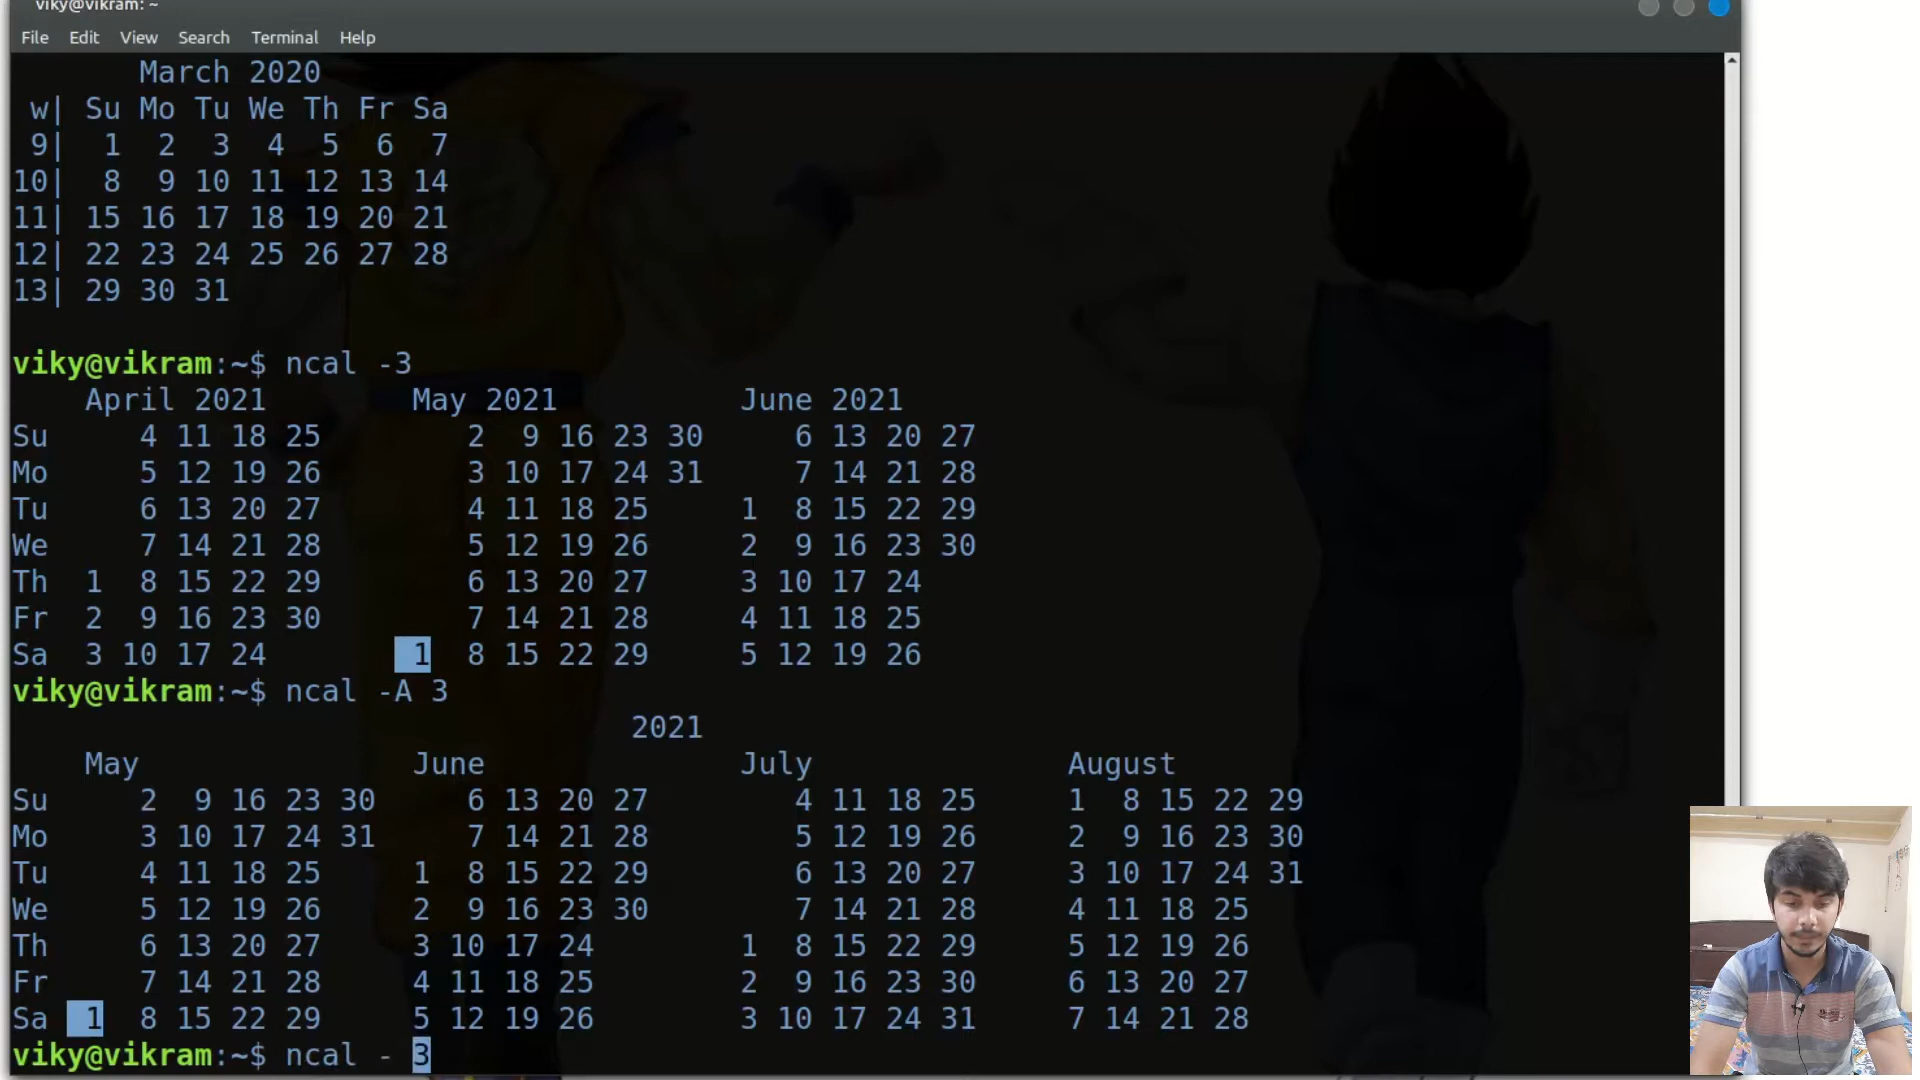 viky@vikram: ~
File Edit View Search Terminal Help
March 2020
w| Su Mo Tu We Th Fr Sa
9| 1 2 3 4 5 6 7
10| 8 9 10 11 12 13 14
11| 15 16 17 18 19 20 21
12| 22 23 24 25 26 27 28
13| 29 30 31
viky@vikram:~$ ncal -3
April 2021 May 2021 June 2021
Su 4 11 18 25 2 9 16 23 30 6 13 20 27
Mo 5 12 19 26 3 10 17 24 31 7 14 21 28
Tu 6 13 20 27 4 11 18 25 1 8 15 22 29
We 7 14 21 28 5 12 19 26 2 9 16 23 30
Th 1 8 15 22 29 6 13 20 27 3 10 17 24
Fr 2 9 16 23 30 7 14 21 28 4 11 18 25
Sa 3 10 17 24 1 8 15 22 29 5 12 19 26
viky@vikram:~$ ncal -A 3
2021
May June July August
Su 2 9 16 23 30 6 13 20 27 4 11 18 25 1 8 15 22 29
Mo 3 10 17 24 31 7 14 21 28 5 12 19 26 2 9 16 23 30
Tu 4 11 18 25 1 8 15 22 29 6 13 20 27 3 10 17 24 31
We 5 12 19 26 2 9 16 23 30 7 14 21 28 4 11 18 25
Th 6 13 20 27 3 10 17 24 1 8 15 22 29 5 12 19 26
Fr 7 14 21 28 4 11 18 25 2 9 16 23 30 6 13 20 27
Sa 1 8 15 22 29 5 12 19 26 3 10 17 24 31 7 14 21 28
viky@vikram:~$ ncal - 3